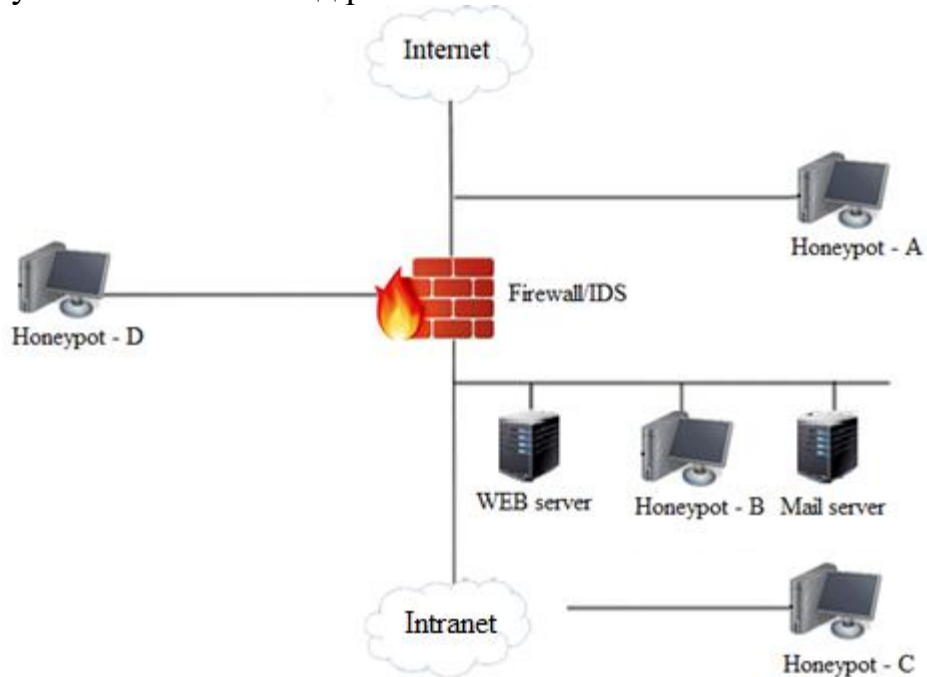 Internet
Honeypot - A
Firewall/IDS
Honeypot - D
WEB server
Honeypot - B
Mail server
Intranet
Honeypot - C